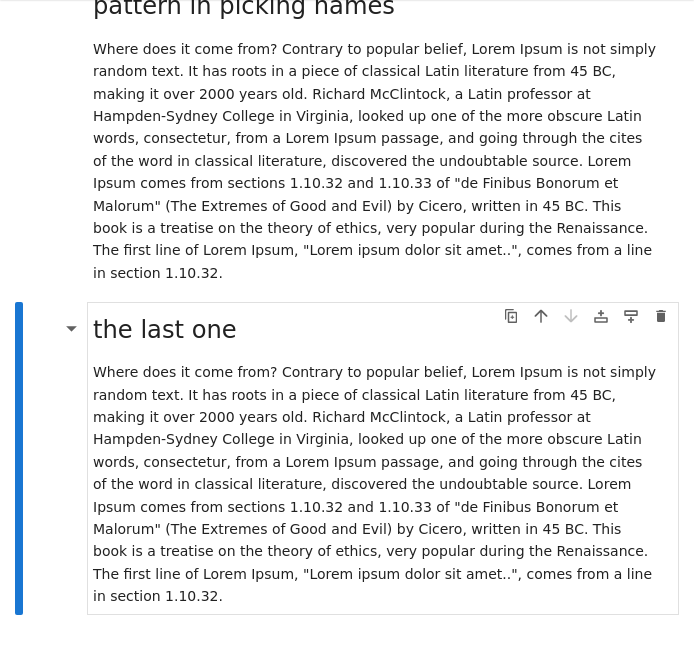 pattern in picking names
Where does it come from? Contrary to popular belief, Lorem Ipsum is not simply
random text. It has roots in a piece of classical Latin literature from 45 BC,
making it over 2000 years old. Richard McClintock, a Latin professor at
Hampden-Sydney College in Virginia, looked up one of the more obscure Latin
words, consectetur, from a Lorem Ipsum passage, and going through the cites
of the word in classical literature, discovered the undoubtable source. Lorem
Ipsum comes from sections 1.10.32 and 1.10.33 of "de Finibus Bonorum et
Malorum" (The Extremes of Good and Evil) by Cicero, written in 45 BC. This
book is a treatise on the theory of ethics, very popular during the Renaissance.
The first line of Lorem Ipsum, "Lorem ipsum dolor sit amet..", comes from a line
in section 1.10.32.
the last one
Where does it come from? Contrary to popular belief, Lorem Ipsum is not simply
random text. It has roots in a piece of classical Latin literature from 45 BC,
making it over 2000 years old. Richard McClintock, a Latin professor at
Hampden-Sydney College in Virginia, looked up one of the more obscure Latin
words, consectetur, from a Lorem Ipsum passage, and going through the cites
of the word in classical literature, discovered the undoubtable source. Lorem
Ipsum comes from sections 1.10.32 and 1.10.33 of "de Finibus Bonorum et
Malorum" (The Extremes of Good and Evil) by Cicero, written in 45 BC. This
book is a treatise on the theory of ethics, very popular during the Renaissance.
The first line of Lorem Ipsum, "Lorem ipsum dolor sit amet..", comes from a line
in section 1.10.32.